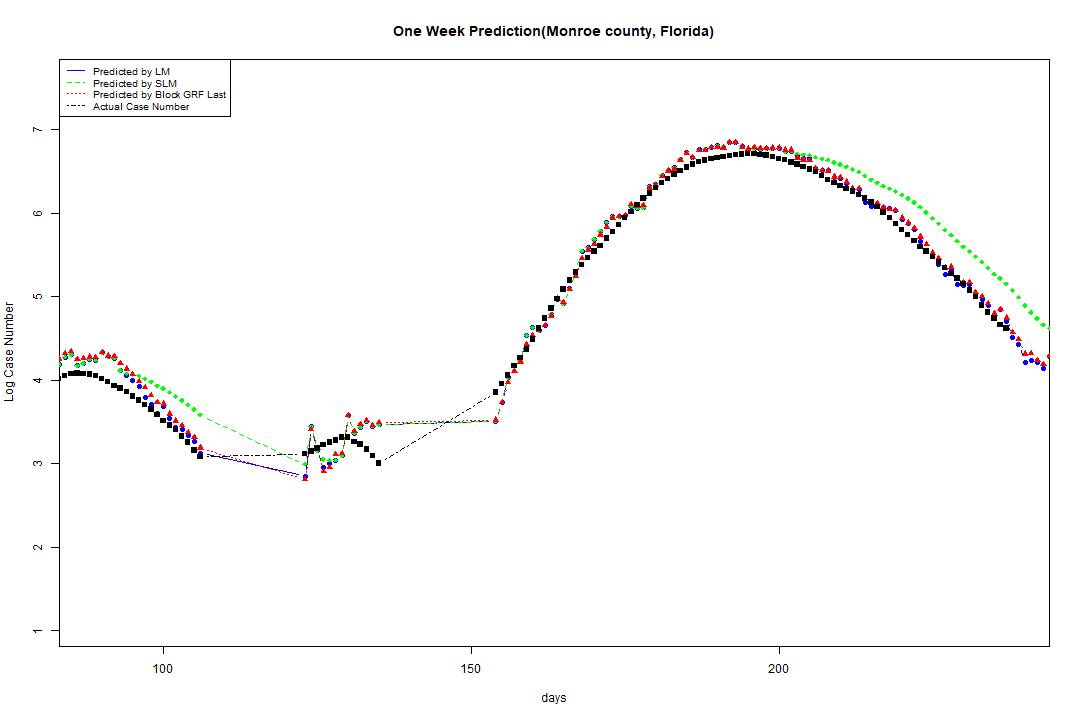 One Week Prediction(Monroe county, Florida)
Predicted by LM
Predicted by SLM
Predicted by Block GRF Last
Actual Case Number
7
6
5
4
3
2
1
Log Case Number
100 150 200
days